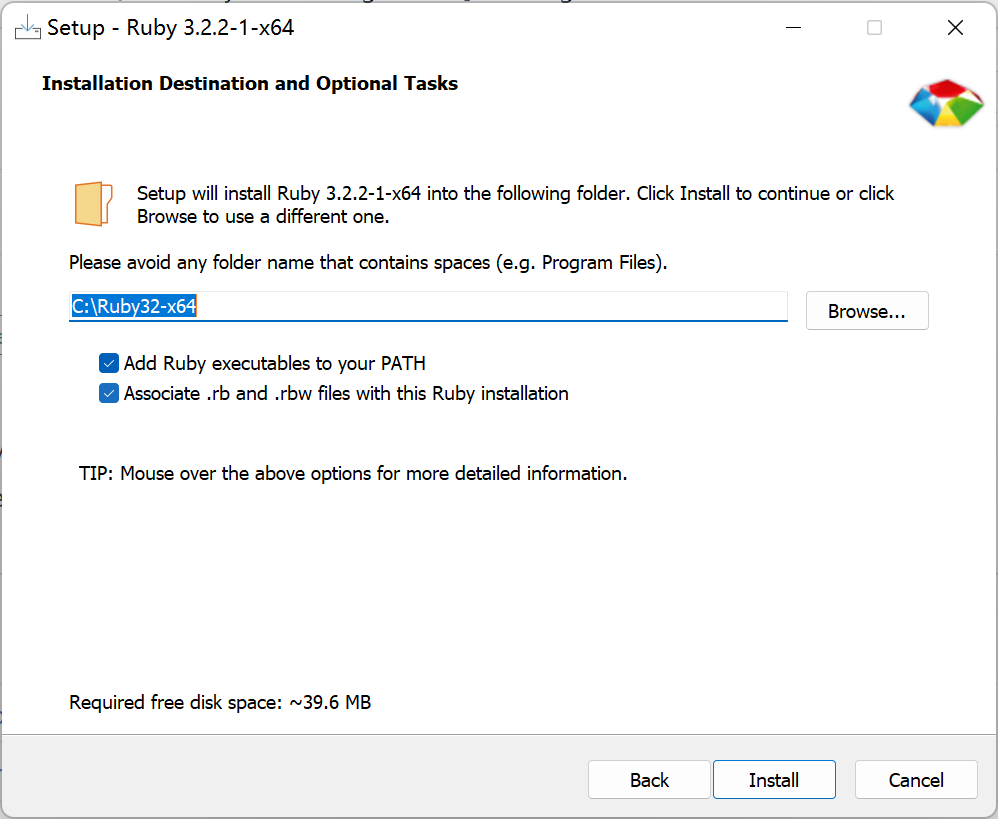 Setup - Ruby 3.2.2-1-x64
Installation Destination and Optional Tasks
Setup will install Ruby 3.2.2-1-x64 into the following folder. Click Install to continue or click
Browse to use a different one.
Please avoid any folder name that contains spaces (e.g. Program Files).
C:\Ruby32-x64
Browse...
Add Ruby executables to your PATH
Associate .rb and .rbw files with this Ruby installation
TIP: Mouse over the above options for more detailed information.
Required free disk space: ~39.6 MB
Back
Install
Cancel